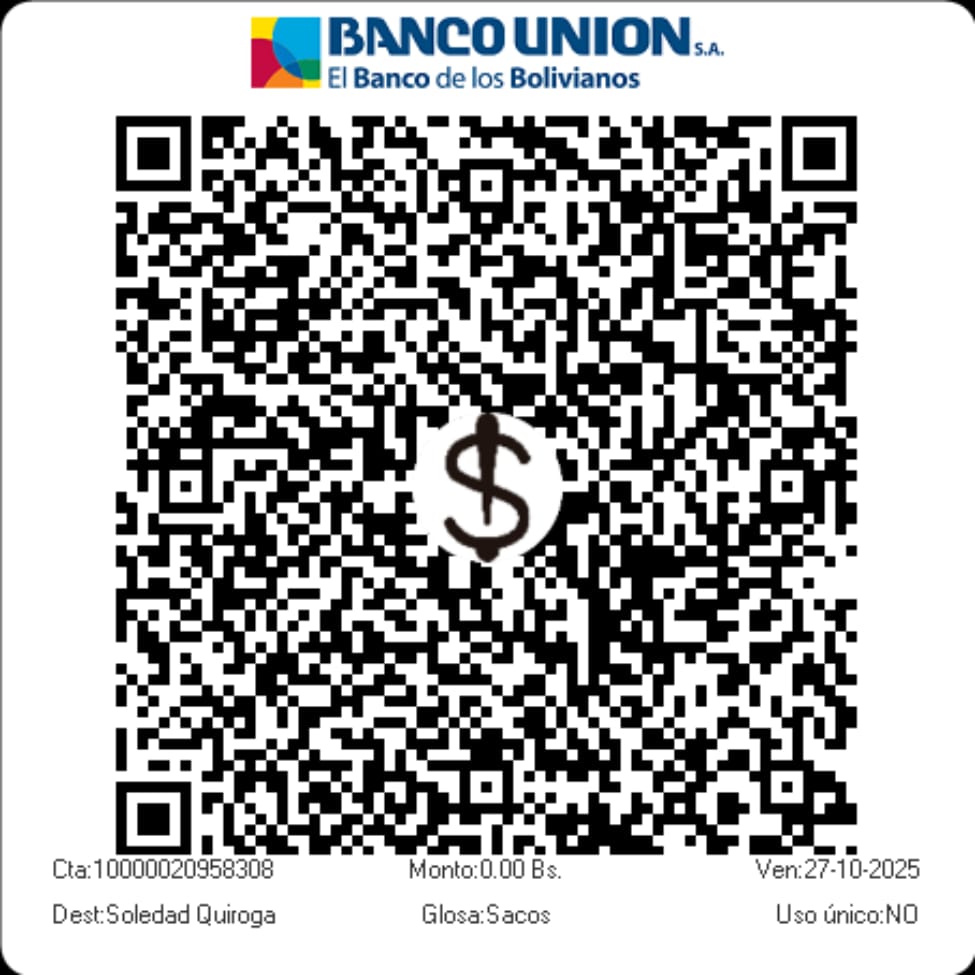 BANCO UNION S.A.
El Banco de los Bolivianos
$
Cta:10000020958308 Monto:0.00 Bs. Ven:27-10-2025
Dest:Soledad Quiroga Glosa:Sacos Uso único:NO